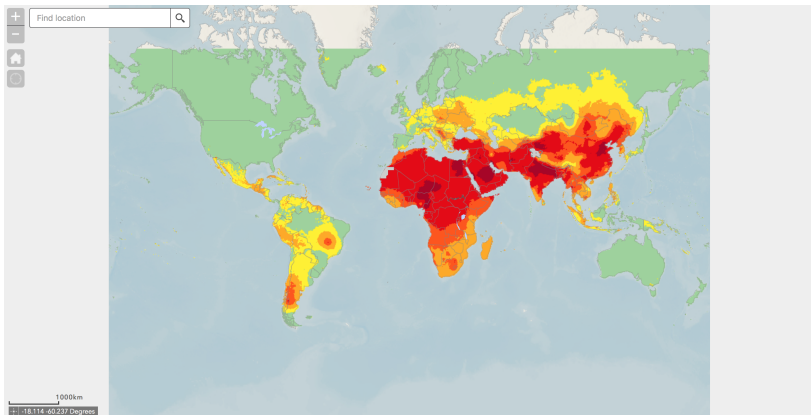 +
Find location
−
1000km
-18.114 -60.237 Degrees